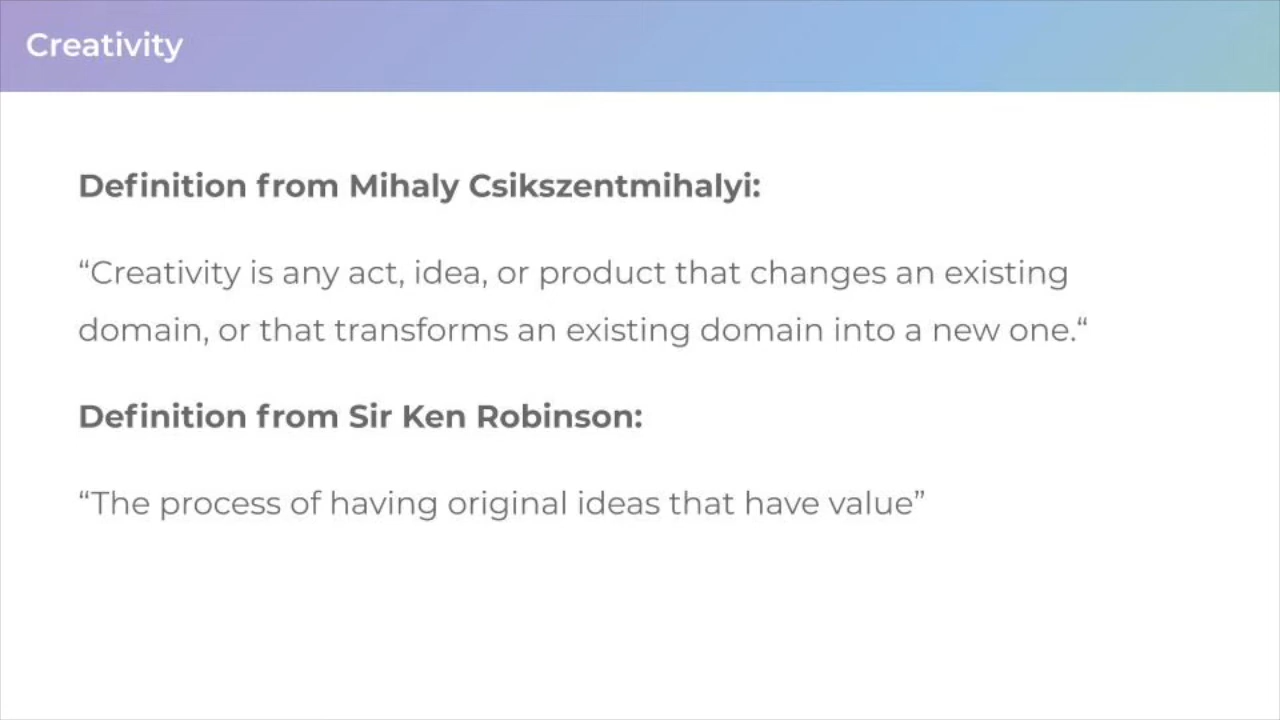 Creativity
Definition from Mihaly Csikszentmihalyi:
“Creativity is any act, idea, or product that changes an existing
domain, or that transforms an existing domain into a new one.“
Definition from Sir Ken Robinson:
“The process of having original ideas that have value”